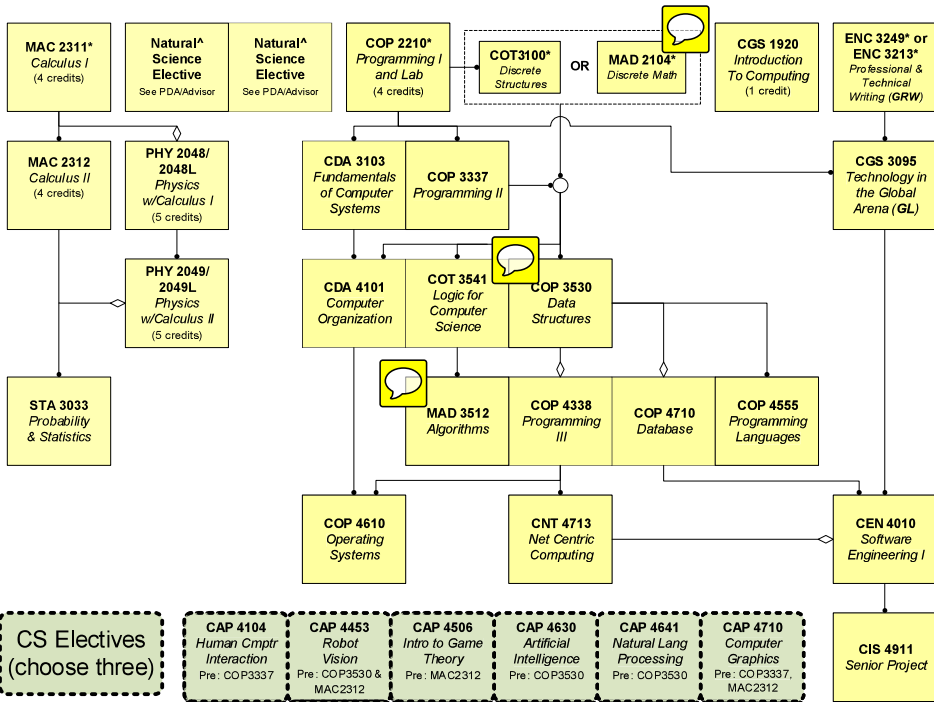 MAC 2311*
Calculus I
(4 credits)
Natural^
Science
Elective
See PDA/Advisor
Natural^
Science
Elective
See PDA/Advisor
COP 2210*
Programming I
and Lab
(4 credits)
COT3100*
Discrete
Structures
OR
MAD 2104*
Discrete Math
CGS 1920
Introduction
To Computing
(1 credit)
ENC 3249* or
ENC 3213*
Professional &
Technical
Writing (GRW)
MAC 2312
Calculus II
(4 credits)
PHY 2048/
2048L
Physics
w/Calculus I
(5 credits)
CDA 3103
Fundamentals
of Computer
Systems
COP 3337
Programming II
CGS 3095
Technology in
the Global
Arena (GL)
PHY 2049/
2049L
Physics
w/Calculus II
(5 credits)
CDA 4101
Computer
Organization
COT 3541
Logic for
Computer
Science
COP 3530
Data
Structures
STA 3033
Probability
& Statistics
MAD 3512
Algorithms
COP 4338
Programming
III
COP 4710
Database
COP 4555
Programming
Languages
COP 4610
Operating
Systems
CNT 4713
Net Centric
Computing
CEN 4010
Software
Engineering I
CS Electives
(choose three)
CAP 4104
Human Cmptr
Interaction
Pre: COP3337
CAP 4453
Robot
Vision
Pre: COP3530 &
MAC2312
CAP 4506
Intro to Game
Theory
Pre: MAC2312
CAP 4630
Artificial
Intelligence
Pre: COP3530
CAP 4641
Natural Lang
Processing
Pre: COP3530
CAP 4710
Computer
Graphics
Pre: COP3337,
MAC2312
CIS 4911
Senior Project